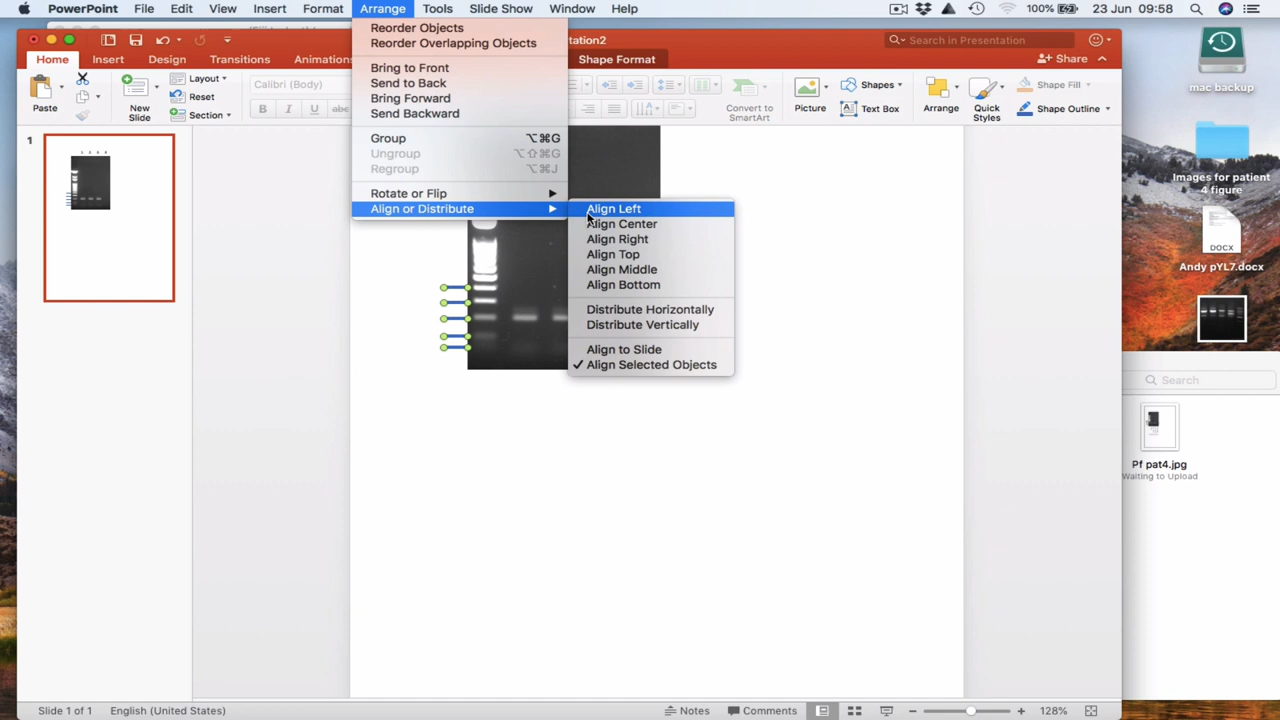 PowerPoint File Edit View Insert Format Arrange Tools Slide Show Window Help 100% 23 Jun 09:58
tation2
Search in Presentation
Home Insert Design Transitions Animations Shape Format Share
Paste
New
Slide
Layout
Reset
Section
Calibri (Body)
B I U abc
Convert to
SmartArt
Picture
Shapes
Text Box
Arrange
Quick
Styles
Shape Fill
Shape Outline
Reorder Objects
Reorder Overlapping Objects
Bring to Front
Send to Back
Bring Forward
Send Backward
Group ⌥⌘G
Ungroup ⌥⇧⌘G
Regroup ⌥⌘J
Rotate or Flip
Align or Distribute
Align Left
Align Center
Align Right
Align Top
Align Middle
Align Bottom
Distribute Horizontally
Distribute Vertically
Align to Slide
✓ Align Selected Objects
1
mac backup
Images for patient
4 figure
DOCX
Andy pYL7.docx
Search
Pf pat4.jpg
Waiting to Upload
Slide 1 of 1 English (United States) Notes Comments 128%